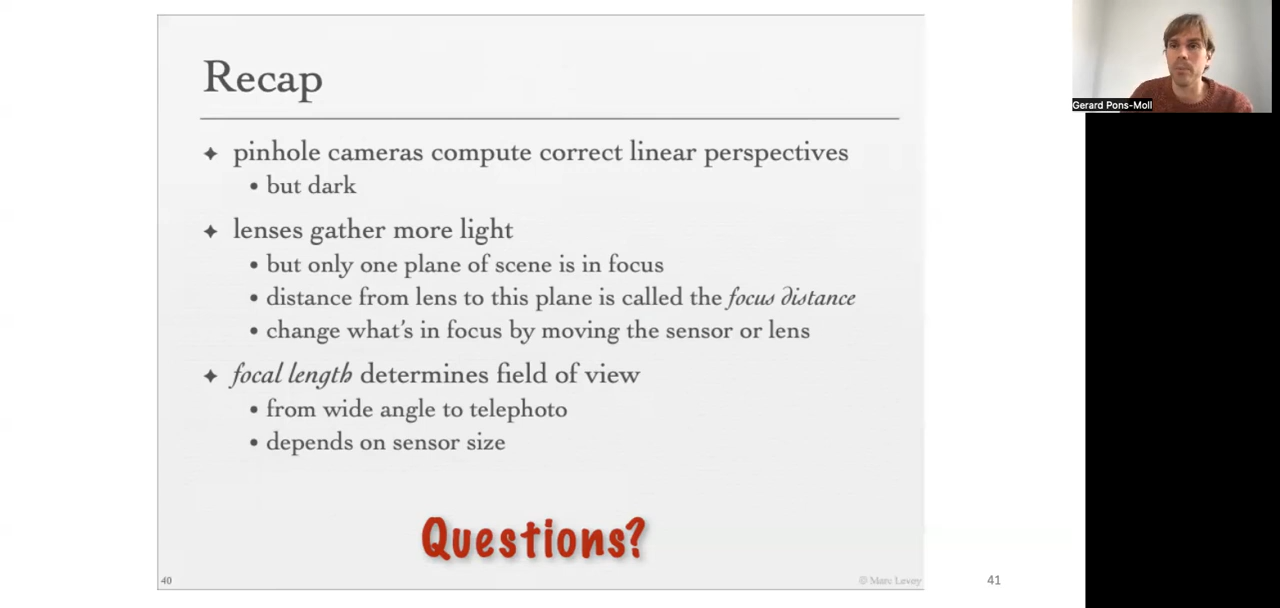 Recap
✦ pinhole cameras compute correct linear perspectives
• but dark
✦ lenses gather more light
• but only one plane of scene is in focus
• distance from lens to this plane is called the focus distance
• change what's in focus by moving the sensor or lens
✦ focal length determines field of view
• from wide angle to telephoto
• depends on sensor size
Questions?
40
© Marc Levoy
41
Gerard Pons-Moll